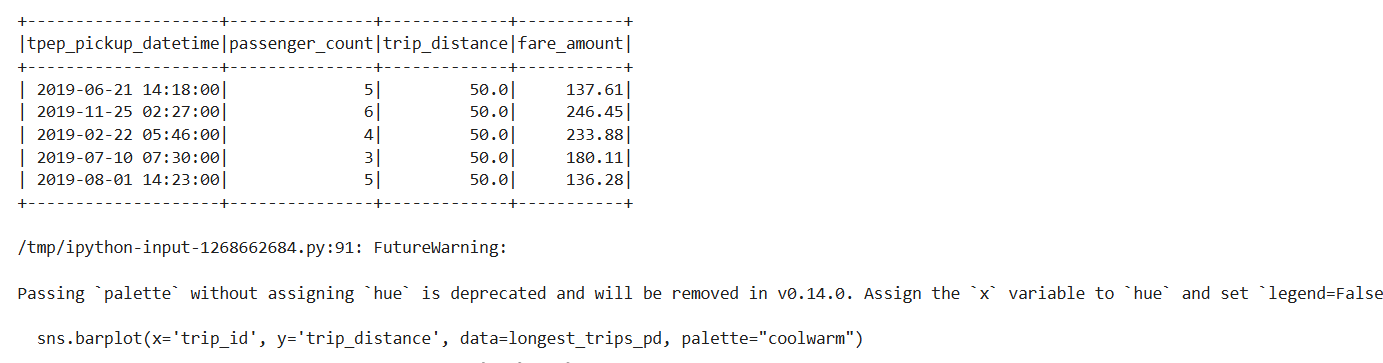 +-------------------+---------------+-------------+-----------+
|tpep_pickup_datetime|passenger_count|trip_distance|fare_amount|
+-------------------+---------------+-------------+-----------+
| 2019-06-21 14:18:00|              5|         50.0|     137.61|
| 2019-11-25 02:27:00|              6|         50.0|     246.45|
| 2019-02-22 05:46:00|              4|         50.0|     233.88|
| 2019-07-10 07:30:00|              3|         50.0|     180.11|
| 2019-08-01 14:23:00|              5|         50.0|     136.28|
+-------------------+---------------+-------------+-----------+
/tmp/ipython-input-1268662684.py:91: FutureWarning:
Passing `palette` without assigning `hue` is deprecated and will be removed in v0.14.0. Assign the `x` variable to `hue` and set `legend=False
sns.barplot(x='trip_id', y='trip_distance', data=longest_trips_pd, palette="coolwarm")